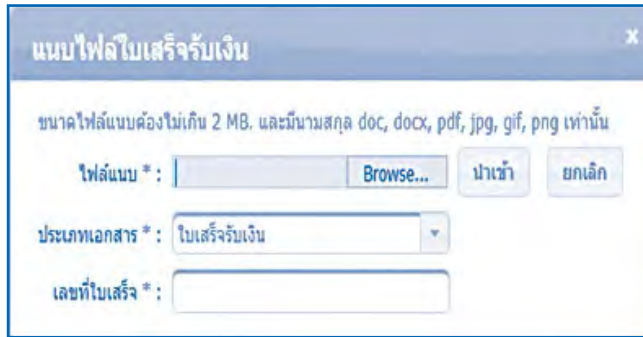 แนบไฟล์ใบเสร็จรับเงิน x
ขนาดไฟล์แนบต้องไม่เกิน 2 MB. และมีนามสกุล doc, docx, pdf, jpg, gif, png เท่านั้น
ไฟล์แนบ * : Browse... นำเข้า ยกเลิก
ประเภทเอกสาร * : ใบเสร็จรับเงิน
เลขที่ใบเสร็จ * :